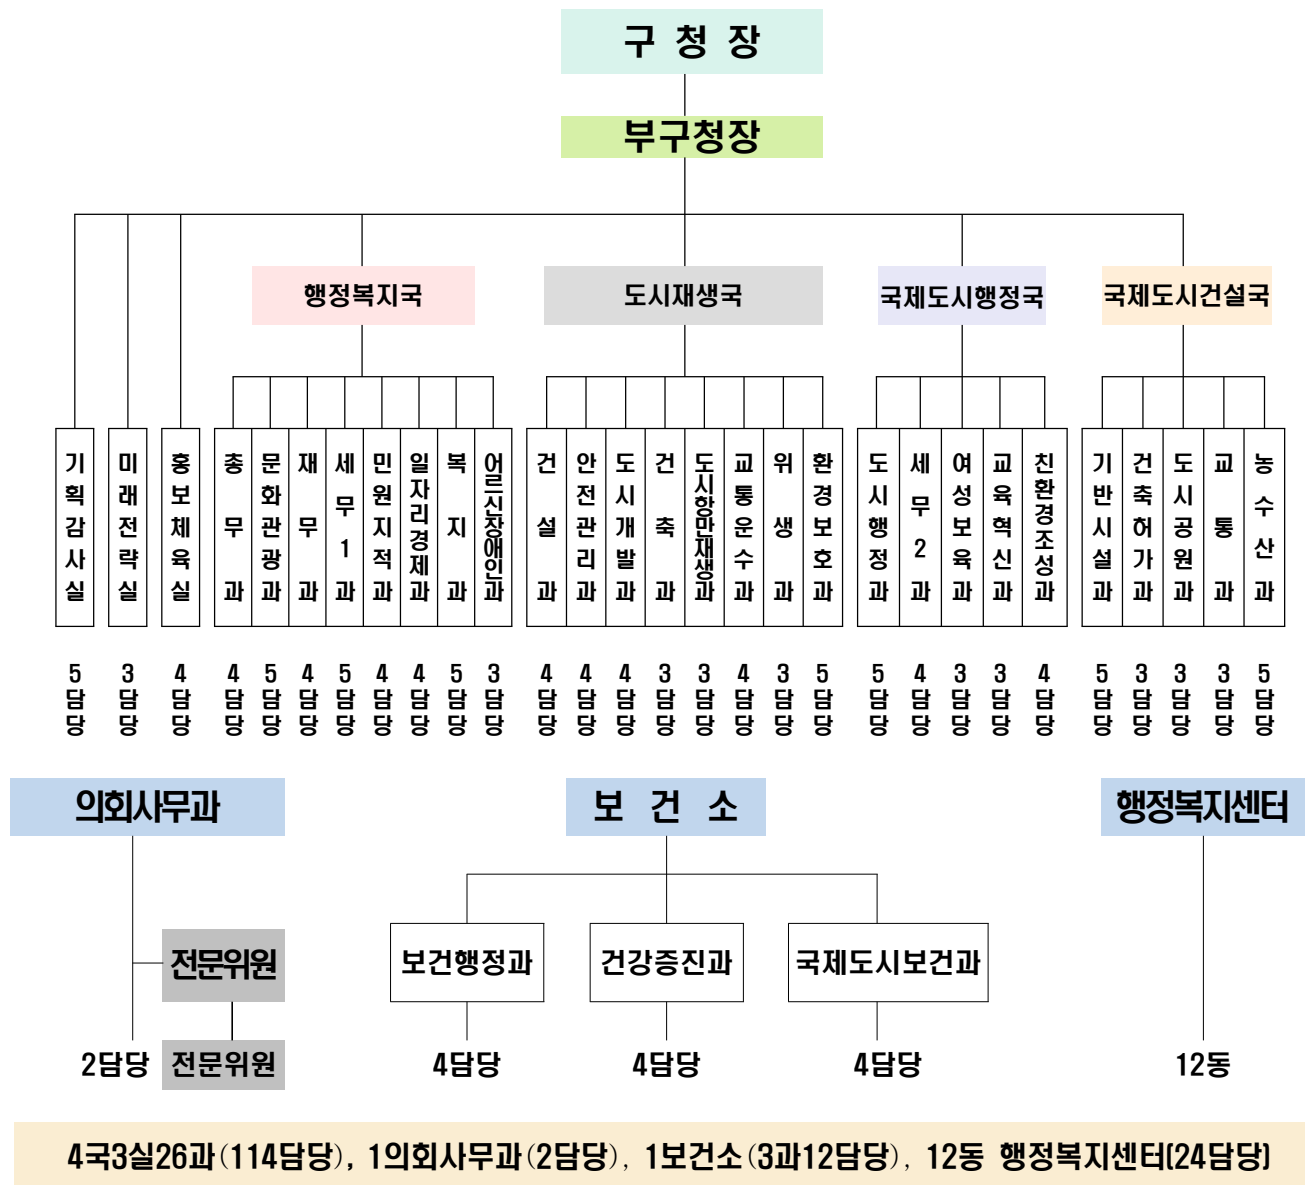 구 청 장
부구청장
행정복지국 도시재생국 국제도시행정국 국제도시건설국
기획감사실
미래전략실
홍보체육실
총무과
문화관광과
재무과
세무1과
민원지적과
일자리경제과
복지과
어르신장애인과
건설과
안전관리과
도시개발과
건축과
도시항만재생과
교통운수과
위생과
환경보호과
도시행정과
세무2과
여성보육과
교육혁신과
친환경조성과
기반시설과
건축허가과
도시공원과
교통과
농수산과
5담당 3담당 4담당 4담당 5담당 4담당 5담당 4담당 4담당 5담당 3담당 4담당 4담당 4담당 3담당 3담당 4담당 3담당 5담당 5담당 4담당 3담당 3담당 4담당 5담당 3담당 3담당 3담당 5담당
의회사무과 보 건 소 행정복지센터
전문위원 보건행정과 건강증진과 국제도시보건과
2담당 전문위원 4담당 4담당 4담당 12동
4국3실26과(114담당), 1의회사무과(2담당), 1보건소(3과12담당), 12동 행정복지센터(24담당)